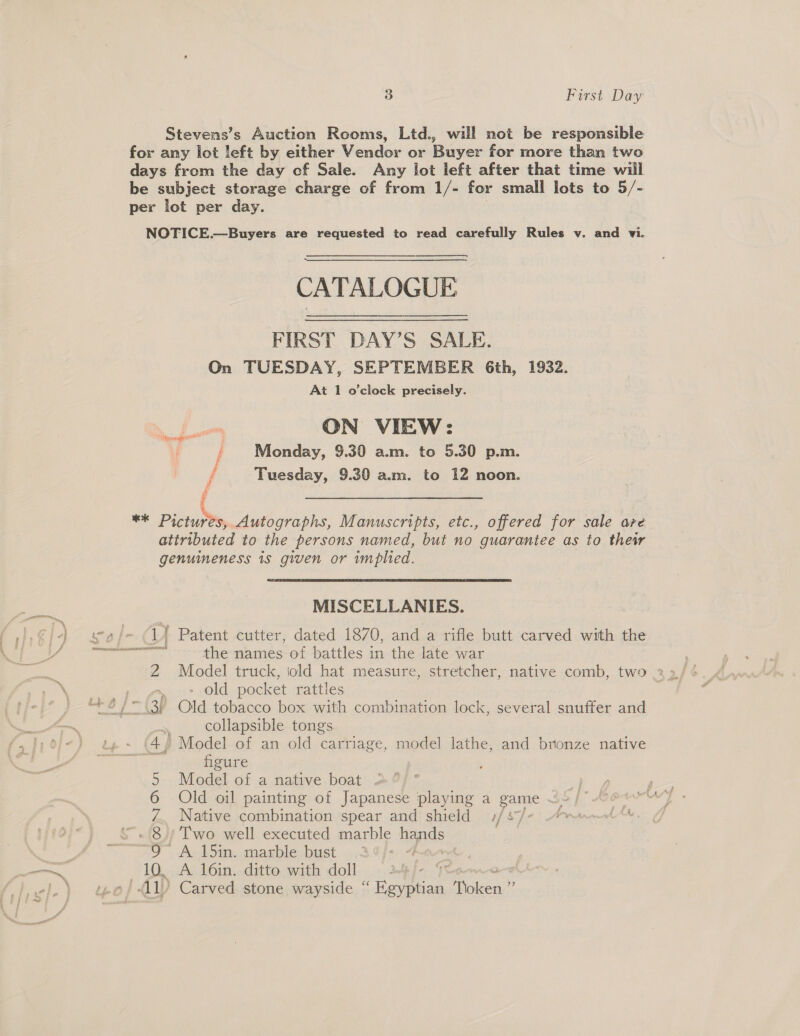 3 First Day
Stevens's Auction Rooms, Ltd., will not be responsible
for any lot left by either Vendor or Buyer for more than two
days from the day of Sale. Any lot left after that time will
be subject storage charge of from 1/- for small lots to 5/-
per lot per day.
NOTICE.—Buyers are requested to read carefully Rules v. and vi.
CATALOGUE
FIRST DAY'S SALE.
On TUESDAY, SEPTEMBER 6th, 1932.
At 1 o'clock precisely.
ON VIEW:
Monday, 9.30 a.m. to 5.30 p.m.
Tuesday, 9.30 a.m. to 12 noon.
** Pictures, Autographs, Manuscripts, etc., offered for sale are
attributed to the persons named, but no guarantee as to their
genuineness is given or implied.
MISCELLANIES.
1 Patent cutter, dated 1870, and a rifle butt carved with the
the names of battles in the late war
2 Model truck, old hat measure, stretcher, native comb, two
old pocket rattles
3 Old tobacco box with combination lock, several snuffer and
collapsible tongs
4 Model of an old carriage, model lathe, and bronze native
figure
5 Model of a native boat
6 Old oil painting of Japanese playing a game
7 Native combination spear and shield
8 Two well executed marble hands
9 A 15in. marble bust
10 A 16in. ditto with doll
11 Carved stone wayside “ Egyptian Token ”